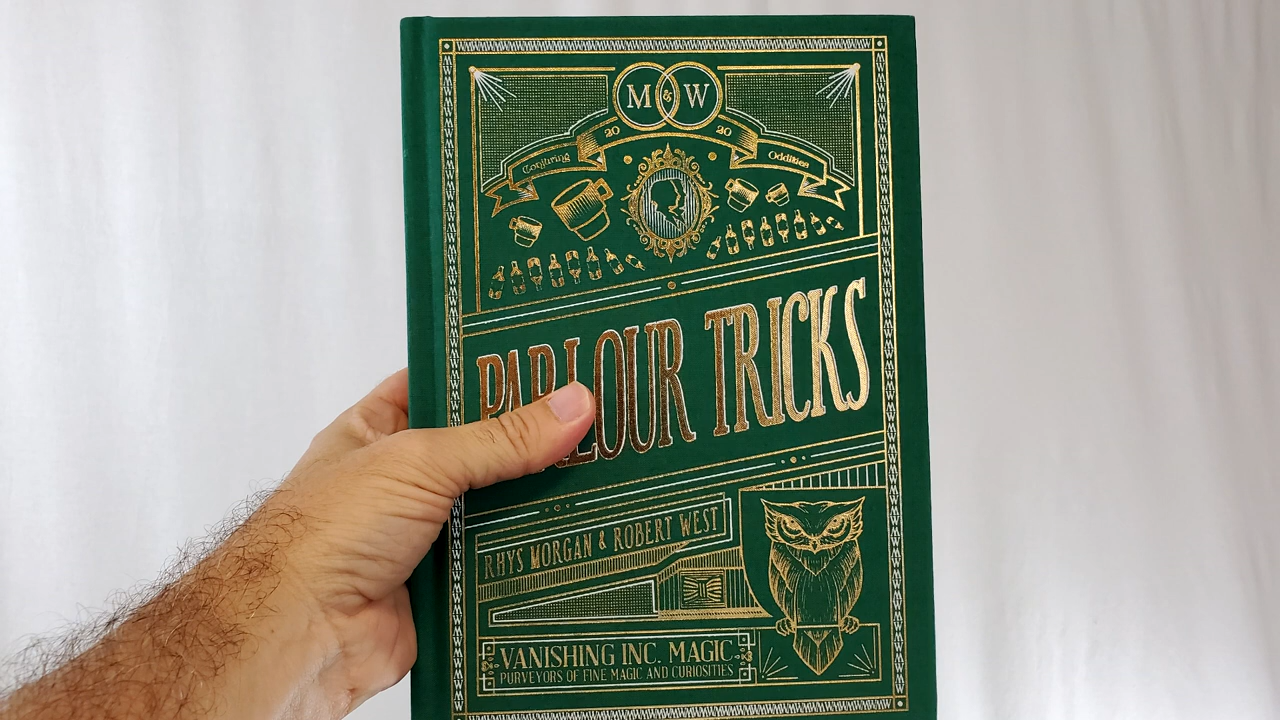 M & W
20 20
Conjuring Oddities
PARLOUR TRICKS
RHYS MORGAN & ROBERT WEST
VANISHING INC. MAGIC
PURVEYORS OF FINE MAGIC AND CURIOSITIES